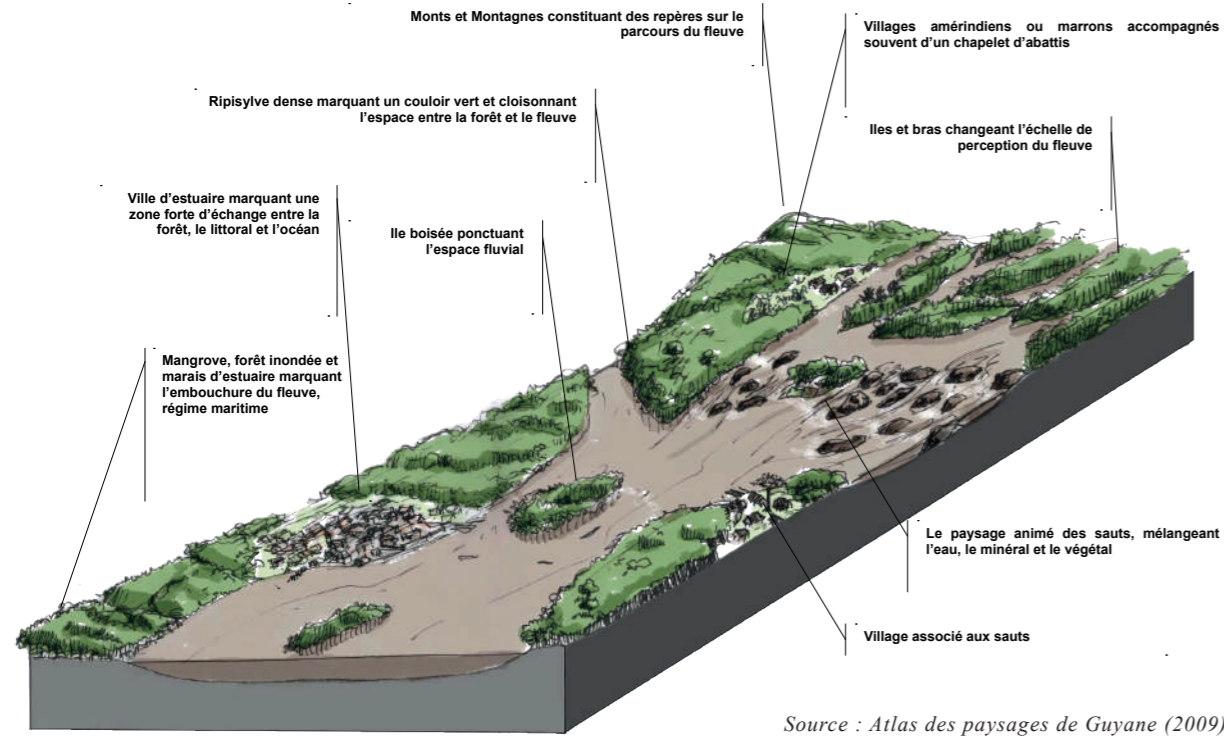 Monts et Montagnes constituant des repères sur le
parcours du fleuve
Villages amérindiens ou marrons accompagnés
souvent d'un chapelet d'abattis
Ripisylve dense marquant un couloir vert et cloisonnant
l'espace entre la forêt et le fleuve
Iles et bras changeant l'échelle de
perception du fleuve
Ville d'estuaire marquant une
zone forte d'échange entre la
forêt, le littoral et l'océan
Ile boisée ponctuant
l'espace fluvial
Mangrove, forêt inondée et
marais d'estuaire marquant
l'embouchure du fleuve,
régime maritime
Le paysage animé des sauts, mélangeant
l'eau, le minéral et le végétal
Village associé aux sauts
Source : Atlas des paysages de Guyane (2009)